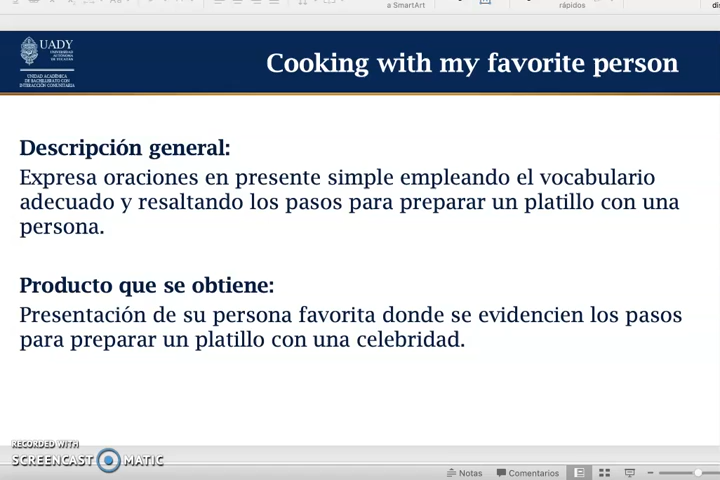 a SmartArt
rápidos
UADY
UNIVERSIDAD
AUTÓNOMA
DE YUCATÁN
UNIDAD ACADÉMICA
DE BACHILLERATO CON
INTERACCIÓN COMUNITARIA
Cooking with my favorite person
Descripción general:
Expresa oraciones en presente simple empleando el vocabulario
adecuado y resaltando los pasos para preparar un platillo con una
persona.
Producto que se obtiene:
Presentación de su persona favorita donde se evidencien los pasos
para preparar un platillo con una celebridad.
RECORDED WITH
SCREENCAST MATIC
Notas
Comentarios